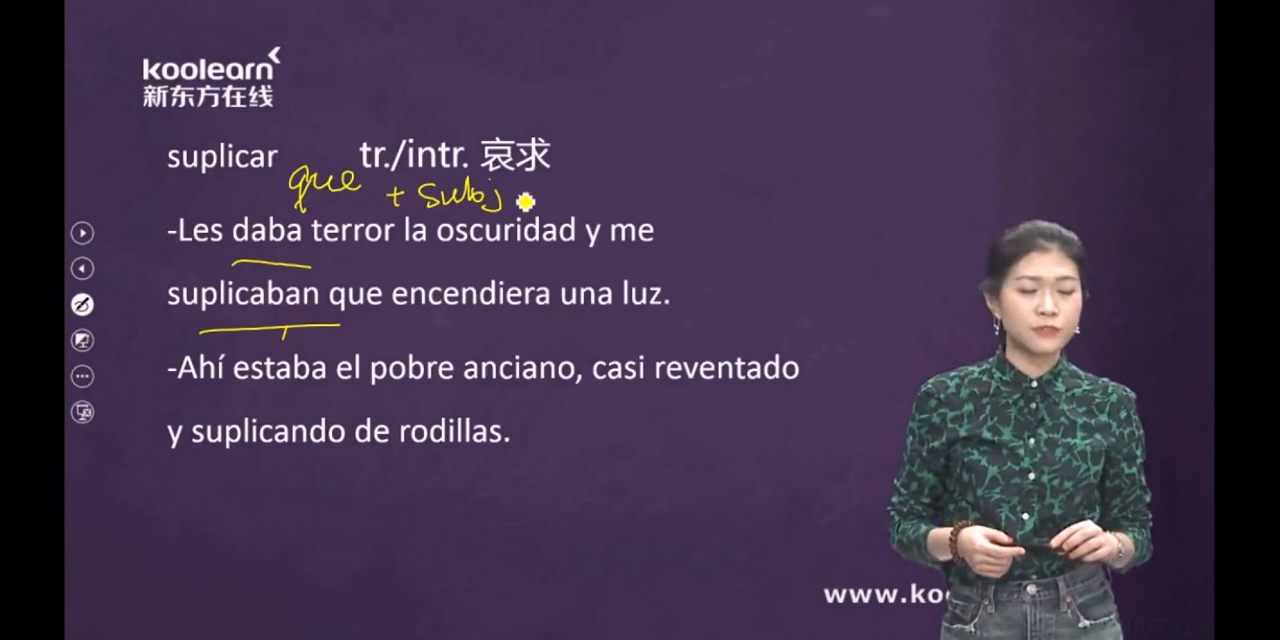 koolearn
新东方在线
suplicar tr./intr. 哀求
que + subj
-Les daba terror la oscuridad y me
suplicaban que encendiera una luz.
-Ahí estaba el pobre anciano, casi reventado
y suplicando de rodillas.
www.ko